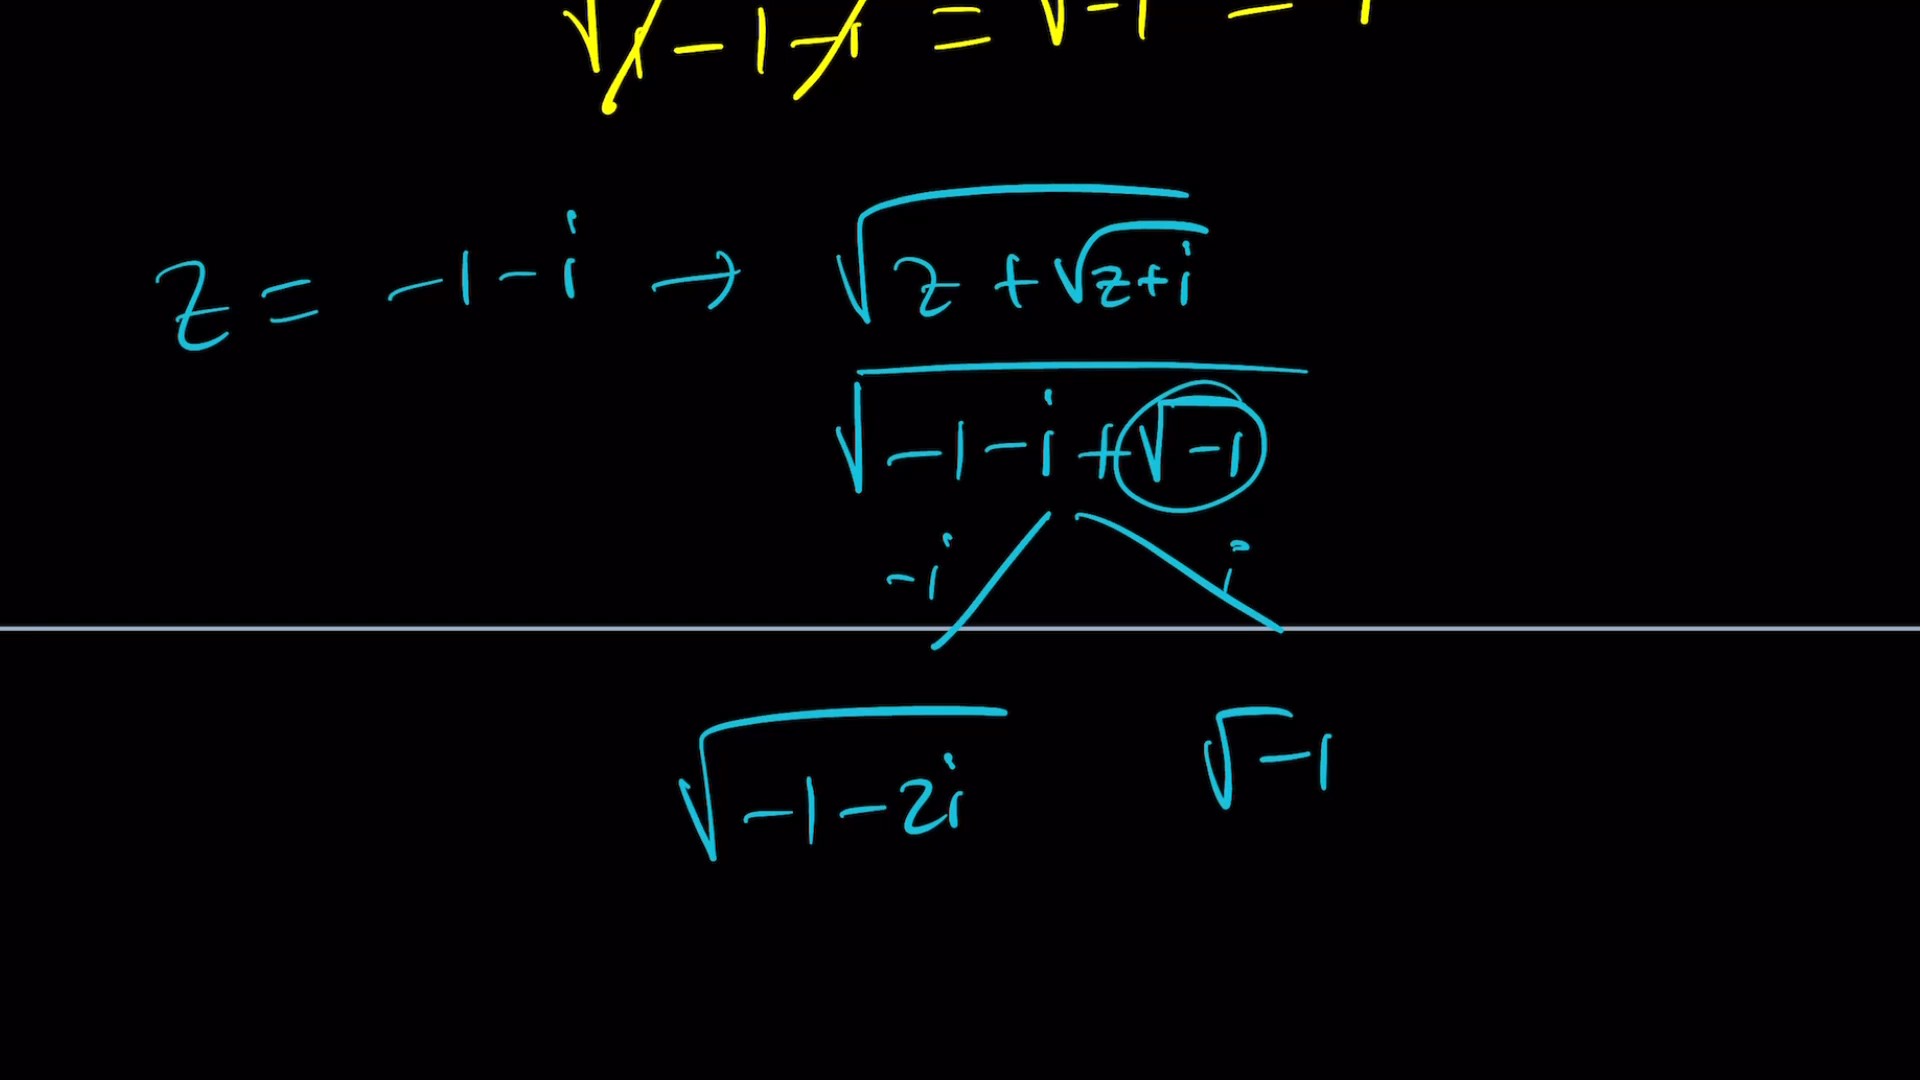 √i - 1 - i = √-1 = i
z = -1 - i → √(z + √(z+i))
√(-1 - i + √-1)
-i i
√(-1 - 2i) √-1